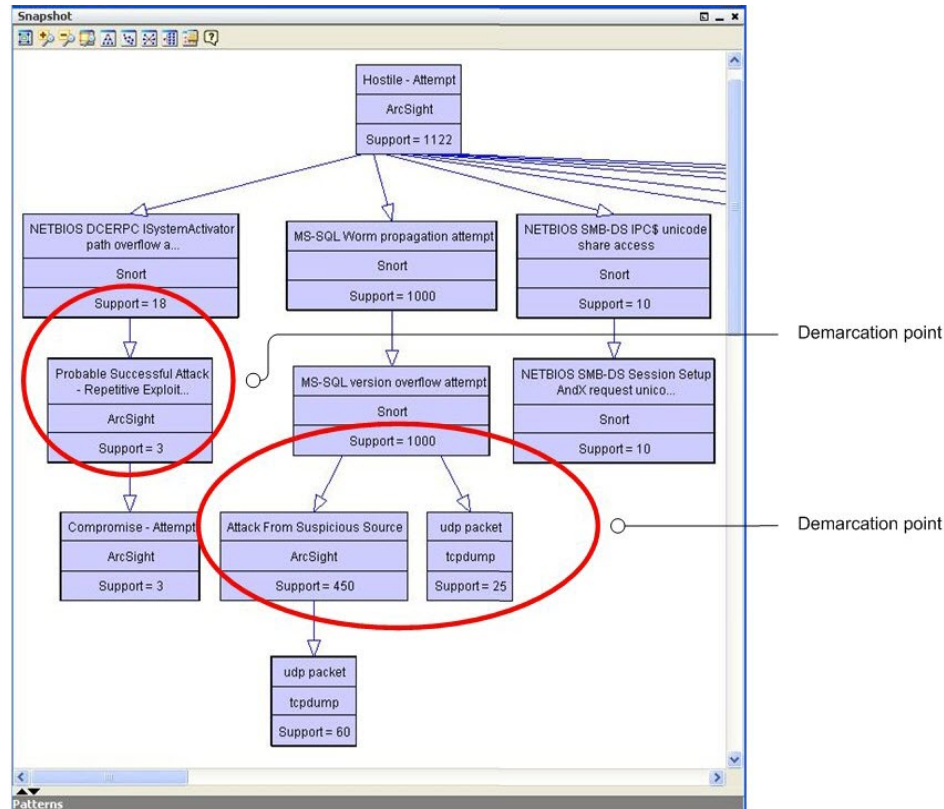 Snapshot
Hostile - Attempt
ArcSight
Support = 1122
NETBIOS DCERPC ISystemActivator
path overflow a...
Snort
Support = 18
MS-SQL Worm propagation attempt
Snort
Support = 1000
NETBIOS SMB-DS IPC$ unicode
share access
Snort
Support = 10
Demarcation point
Probable Successful Attack
- Repetitive Exploit...
ArcSight
Support = 3
MS-SQL version overflow attempt
Snort
Support = 1000
NETBIOS SMB-DS Session Setup
AndX request unico...
Snort
Support = 10
Compromise - Attempt
ArcSight
Support = 3
Attack From Suspicious Source
ArcSight
Support = 450
udp packet
tcpdump
Support = 25
Demarcation point
udp packet
tcpdump
Support = 60
Patterns